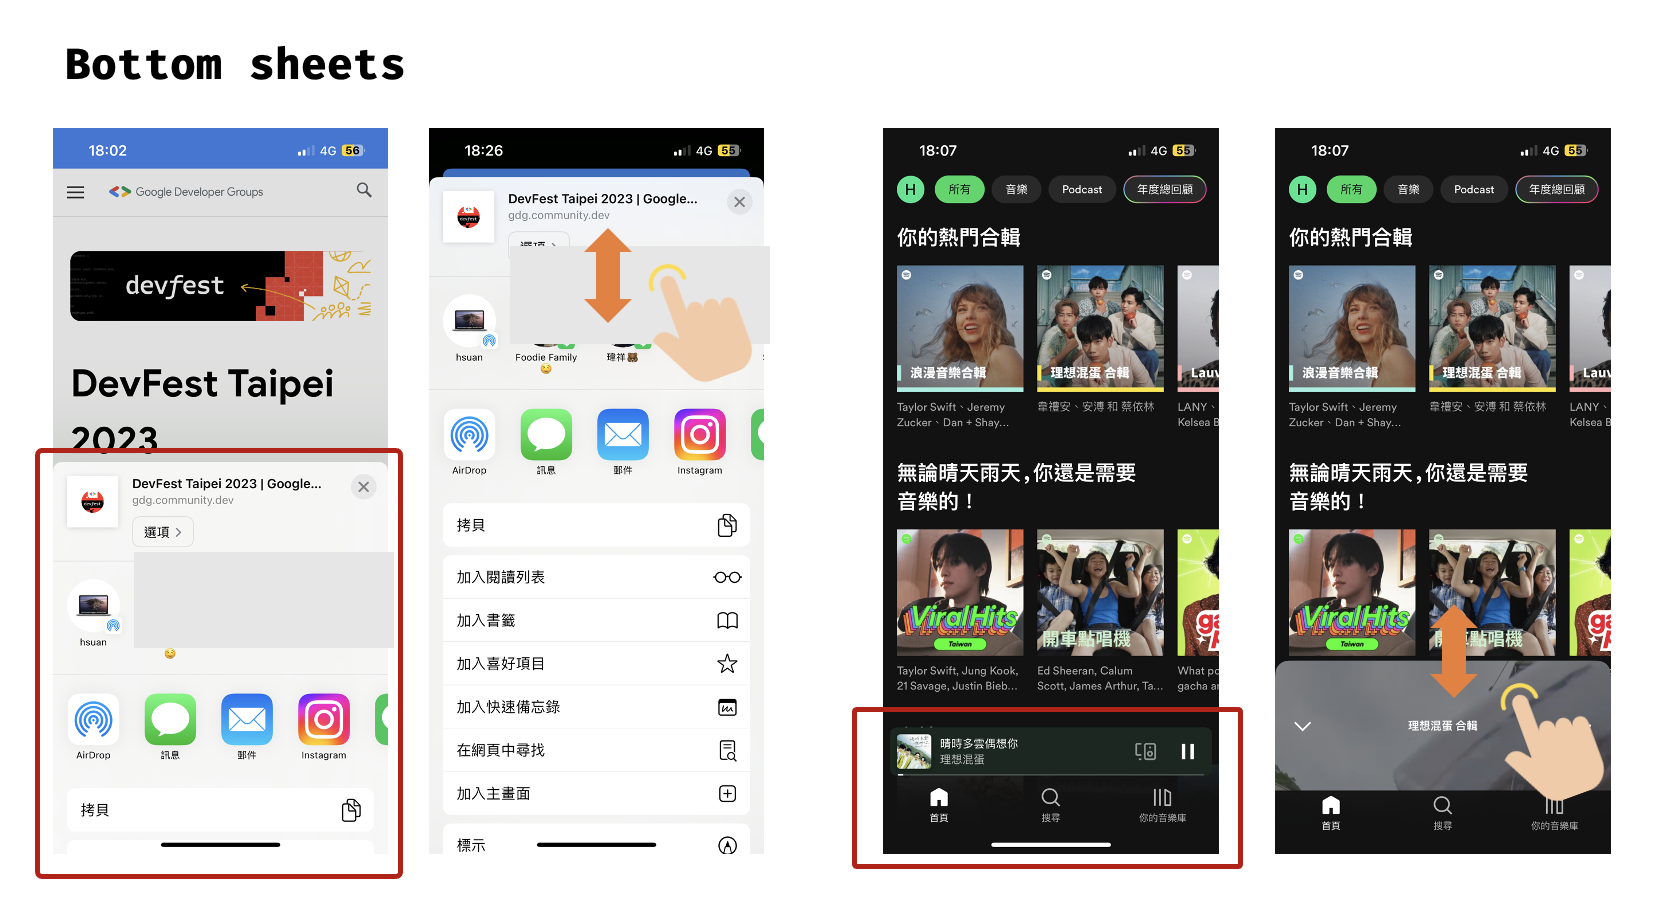 Bottom sheets
18:02
4G 56
Google Developer Groups
devfest
DevFest Taipei
2023
DevFest Taipei 2023 | Google...
gdg.community.dev
選項
hsuan
AirDrop
訊息
郵件
Instagram
拷貝
18:26
4G 55
DevFest Taipei 2023 | Google...
gdg.community.dev
選項
hsuan
Foodie Family
瑋祥
AirDrop
訊息
郵件
Instagram
拷貝
加入閱讀列表
加入書籤
加入喜好項目
加入快速備忘錄
在網頁中尋找
加入主畫面
標示
18:07
4G 55
H
所有
音樂
Podcast
年度總回顧
你的熱門合輯
浪漫音樂合輯
理想混蛋 合輯
Lauv
Taylor Swift、Jeremy
Zucker、Dan + Shay...
韋禮安、安溥 和 蔡依林
LANY、
Kelsea B
無論晴天雨天,你還是需要
音樂的!
Viral Hits
Taiwan
開車點唱機
Taylor Swift, Jung Kook,
21 Savage, Justin Bieb...
Ed Sheeran, Calum
Scott, James Arthur, Ta...
What po
gacha ar
晴時多雲偶想你
理想混蛋
首頁
搜尋
你的音樂庫
18:07
4G 55
H
所有
音樂
Podcast
年度總回顧
你的熱門合輯
浪漫音樂合輯
理想混蛋 合輯
Lauv
Taylor Swift、Jeremy
Zucker、Dan + Shay...
韋禮安、安溥 和 蔡依林
LANY、
Kelsea B
無論晴天雨天,你還是需要
音樂的!
Viral Hits
Taiwan
開車點唱機
理想混蛋 合輯
首頁
搜尋
你的音樂庫